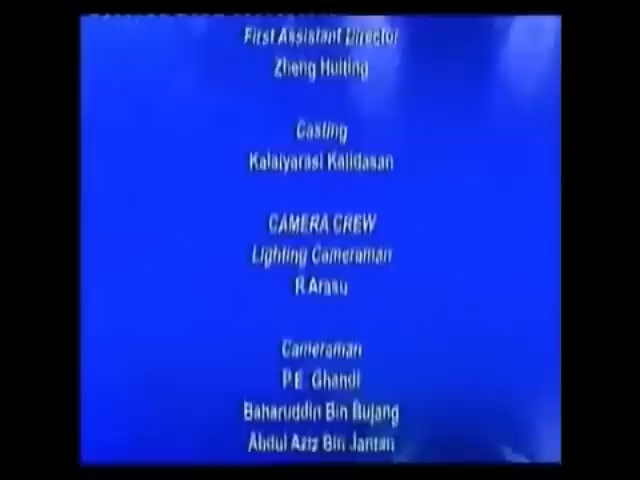 First Assistant Director
Zheng Huiting
Casting
Kalaiyarasi Kalidasan
CAMERA CREW
Lighting Cameraman
R Arasu
Cameraman
P.E Ghandi
Baharuddin Bin Bujang
Abdul Aziz Bin Jantan